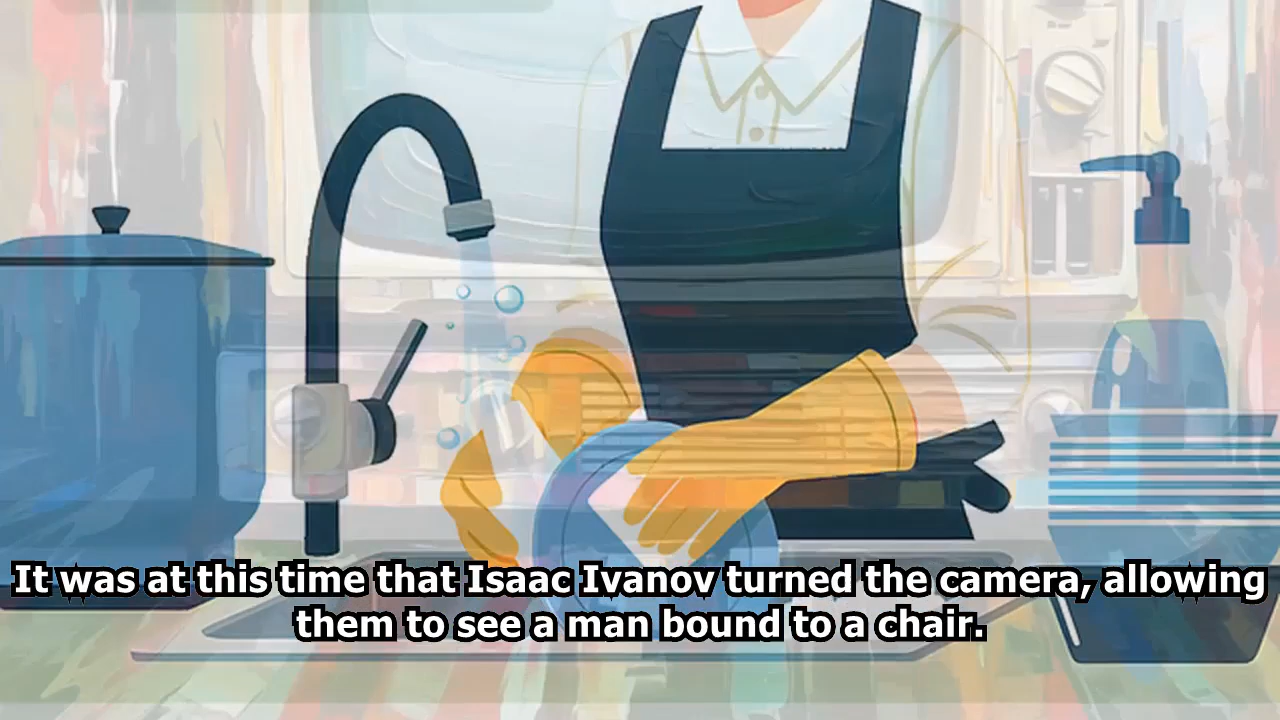 It was at this time that Isaac Ivanov turned the camera, allowing
them to see a man bound to a chair.